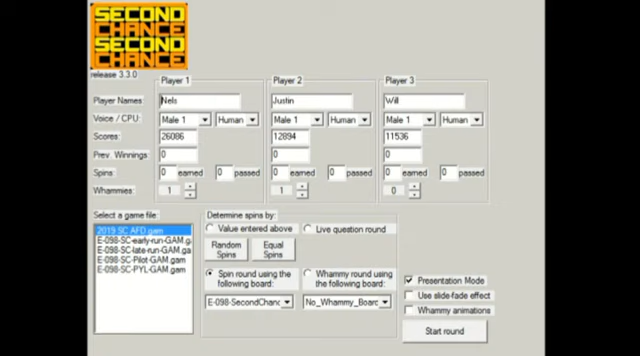 SECOND
CHANCE
SECOND
CHANCE
release 3.3.0
Player 1 Player 2 Player 3
Player Names: Nels Justin Will
Voice / CPU: Male 1 Human Male 1 Human Male 1 Human
Scores: 26086 12894 11536
Prev. Winnings 0 0 0
Spins: 0 earned 0 passed 0 earned 0 passed 0 earned 0 passed
Whammies: 1 1 0
Select a game file:
2019 SC AFD.gam
E-098-SC-early-run-GAM.ga
E-098-SC-late-run-GAM.ga
E-098-SC-Pilot-GAM.gam
E-098-SC-PYL-GAM.gam
Determine spins by:
Value entered above Live question round
Random Spins Equal Spins
Spin round using the following board: Whammy round using the following board:
E-098-SecondChanc No_Whammy_Board
Presentation Mode
Use slide-fade effect
Whammy animations
Start round